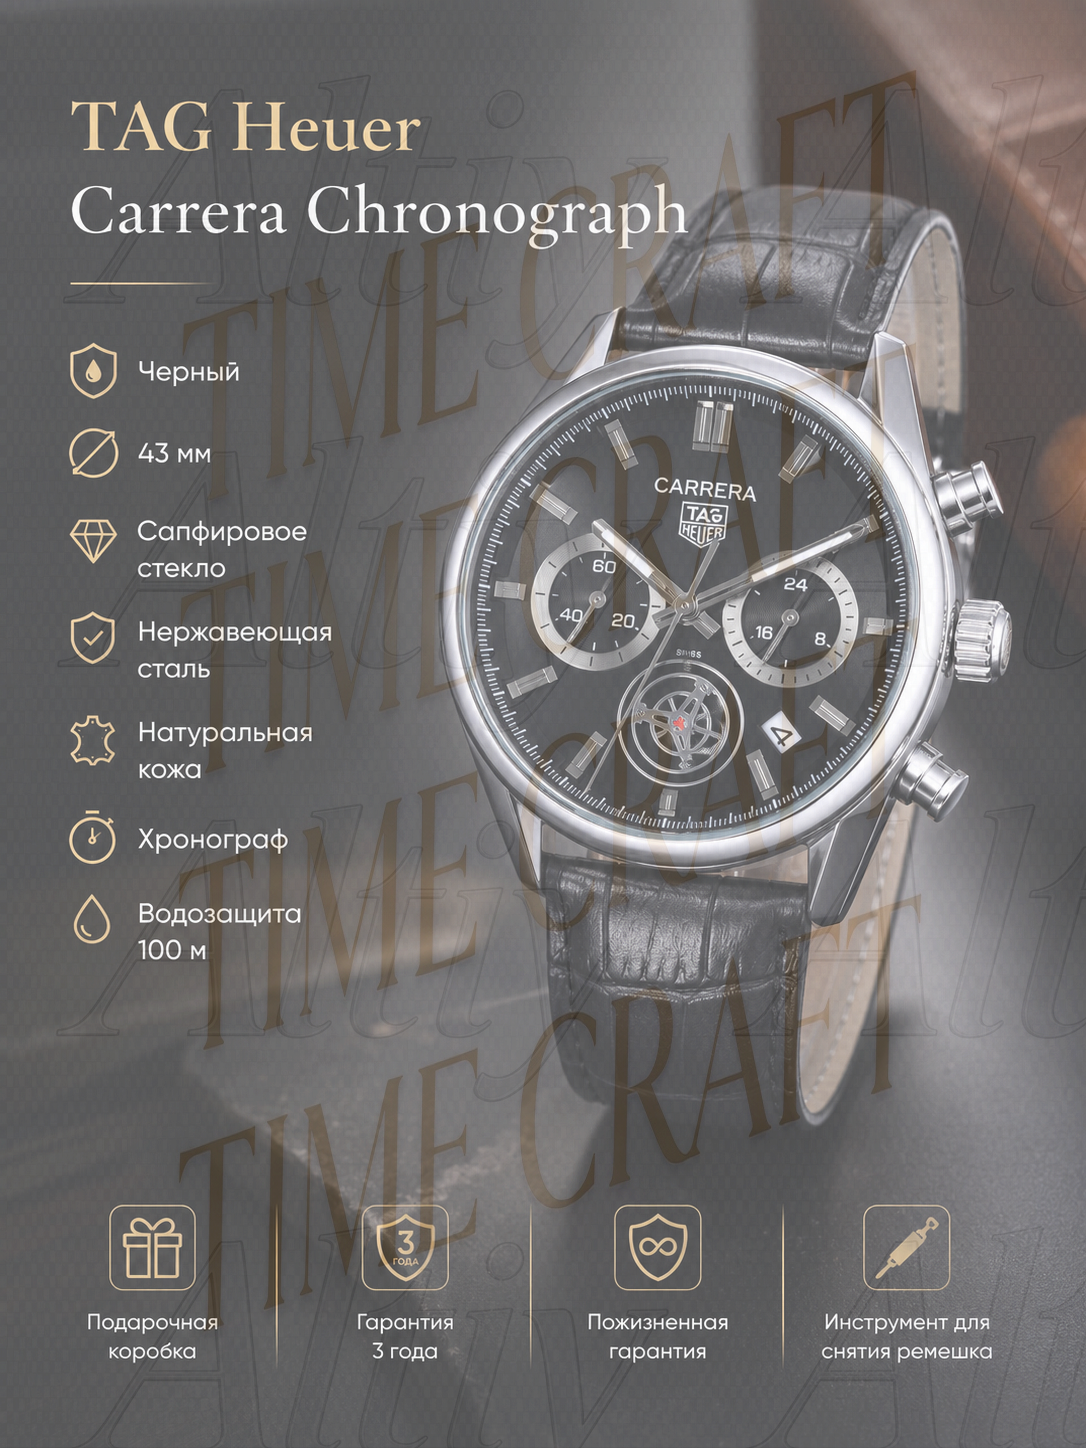 TAG Heuer
Carrera Chronograph
Черный
43 мм
Сапфировое
стекло
Нержавеющая
сталь
Натуральная
кожа
Хронограф
Водозащита
100 м
CARRERA
TAG
HEUER
60
40
20
24
16
8
4
TIME CRAFT
TIME CRAFT
TIME CRAFT
TIME CRAFT
TIME CRAFT
3
ГОДА
Подарочная
коробка
Гарантия
3 года
Пожизненная
гарантия
Инструмент для
снятия ремешка